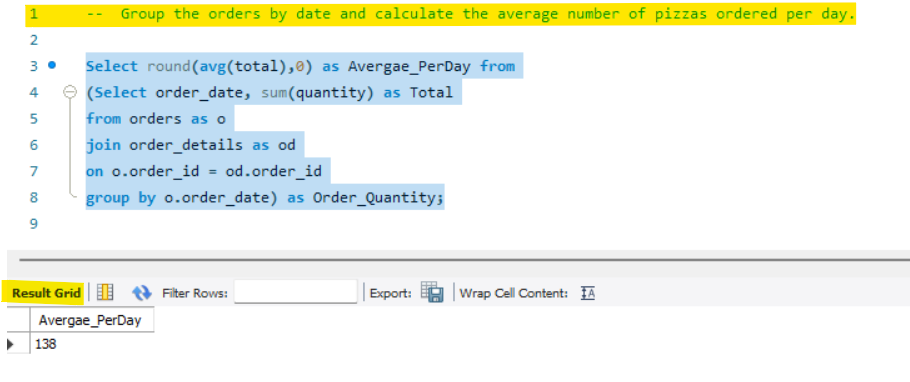 1 -- Group the orders by date and calculate the average number of pizzas ordered per day.
2
3 Select round(avg(total),0) as Avergae_PerDay from
4 (Select order_date, sum(quantity) as Total
5 from orders as o
6 join order_details as od
7 on o.order_id = od.order_id
8 group by o.order_date) as Order_Quantity;
9
Result Grid Filter Rows: Export: Wrap Cell Content: IA
Avergae_PerDay
138